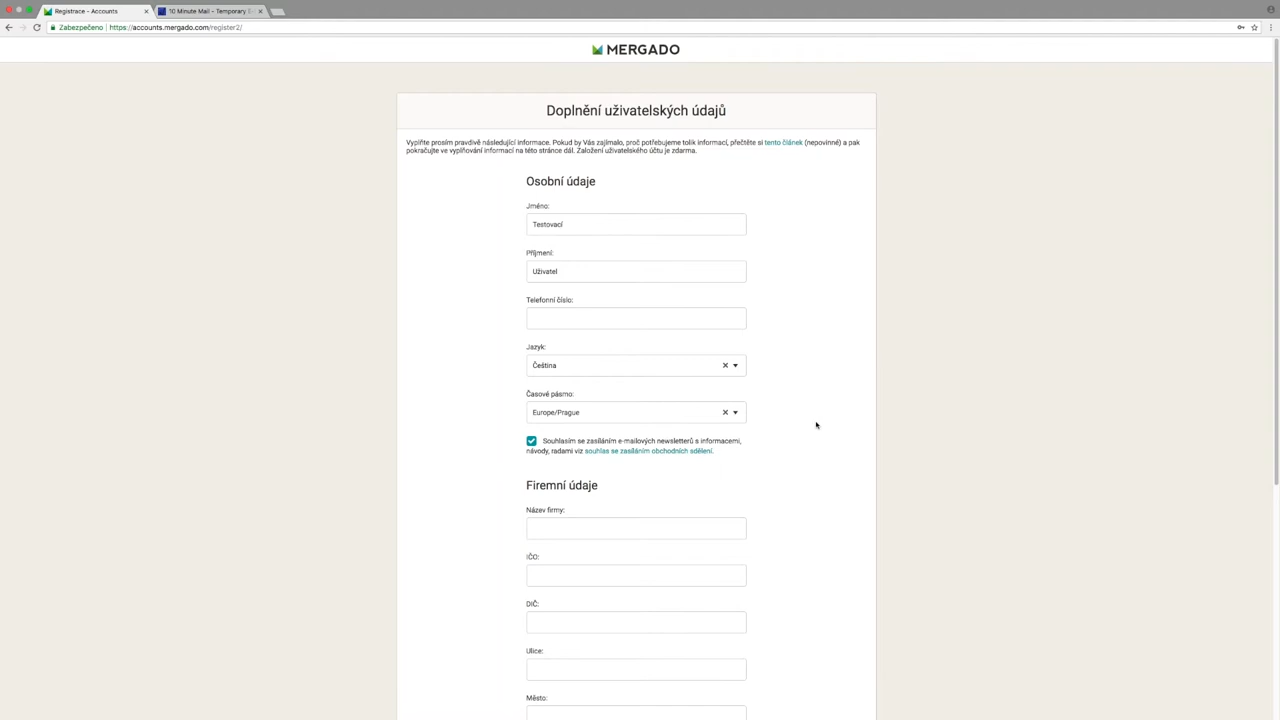 Registrace - Accounts
10 Minute Mail - Temporary E
Zabezpečeno https://accounts.mergado.com/register2/
MERGADO
Doplnění uživatelských údajů
Vyplňte prosím pravdivě následující informace. Pokud by Vás zajímalo, proč potřebujeme tolik informací, přečtěte si tento článek (nepovinné) a pak
pokračujte ve vyplňování informací na této stránce dál. Založení uživatelského účtu je zdarma.
Osobní údaje
Jméno:
Testovací
Příjmení:
Uživatel
Telefonní číslo:
Jazyk:
Čeština
Časové pásmo:
Europe/Prague
Souhlasím se zasíláním e-mailových newsletterů s informacemi,
návody, radami viz souhlas se zasíláním obchodních sdělení.
Firemní údaje
Název firmy:
IČO:
DIČ:
Ulice:
Město: